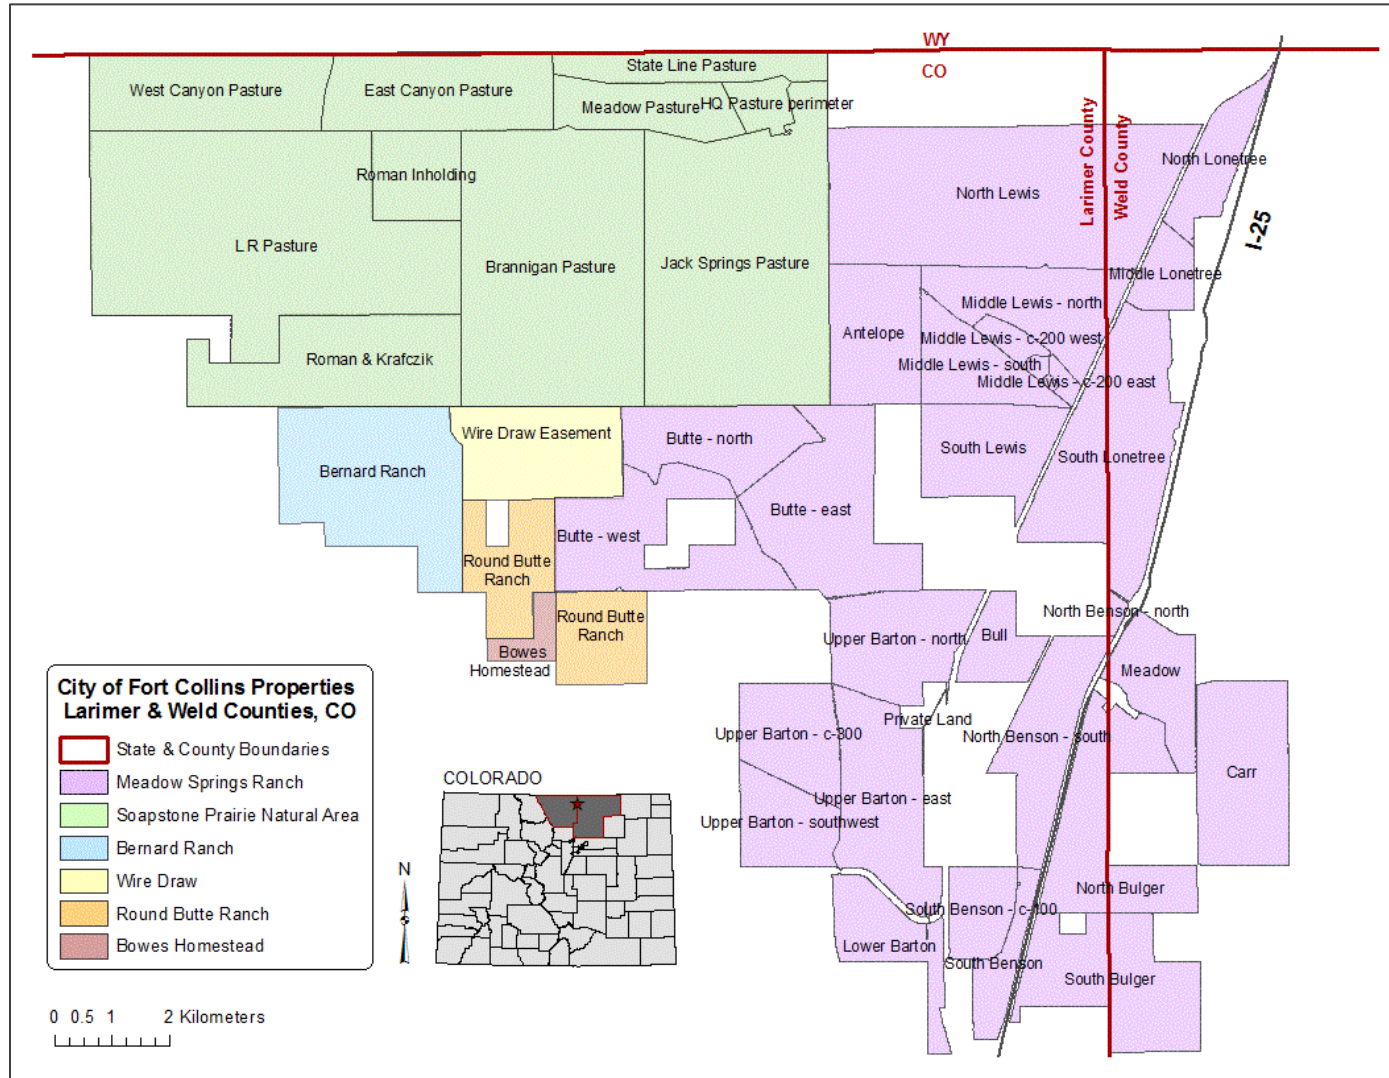 WY
CO
State Line Pasture
West Canyon Pasture
East Canyon Pasture
Meadow Pasture
HQ Pasture perimeter
Larimer County
Weld County
North Lonetree
Roman Inholding
North Lewis
I-25
L R Pasture
Brannigan Pasture
Jack Springs Pasture
Middle Lonetree
Middle Lewis - north
Antelope
Middle Lewis - c-200 west
Roman & Krafczik
Middle Lewis - south
Middle Lewis - c-200 east
Wire Draw Easement
Butte - north
South Lewis
South Lonetree
Bernard Ranch
Butte - east
Butte - west
Round Butte
Ranch
Round Butte
Ranch
North Benson - north
Upper Barton - north
Bull
Bowes
Homestead
Meadow
Private Land
Upper Barton - c-300
North Benson - south
Carr
Upper Barton - east
Upper Barton - southwest
North Bulger
South Benson - c-100
Lower Barton
South Benson
South Bulger
City of Fort Collins Properties
Larimer & Weld Counties, CO
State & County Boundaries
Meadow Springs Ranch
Soapstone Prairie Natural Area
Bernard Ranch
Wire Draw
Round Butte Ranch
Bowes Homestead
COLORADO
N
S
0 0.5 1 2 Kilometers